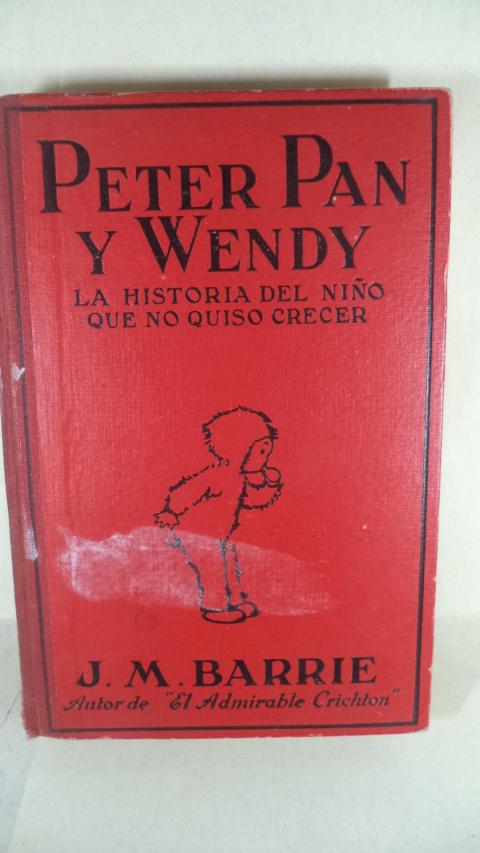 PETER PAN
Y WENDY
LA HISTORIA DEL NIÑO
QUE NO QUISO CRECER
J. M. BARRIE
Autor de "El Admirable Crichton"